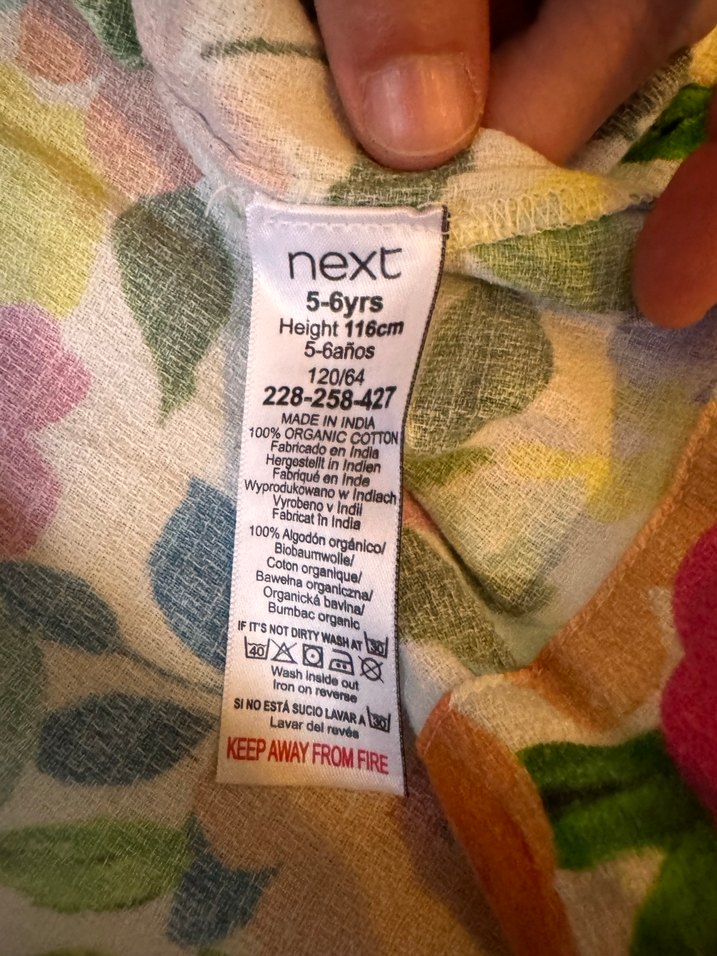 next
5-6yrs
Height 116cm
5-6años
120/64
228-258-427
MADE IN INDIA
100% ORGANIC COTTON
Fabricado en India
Hergestellt in Indien
Fabriqué en Inde
Wyprodukowano w Indiach
Vyrobeno v Indii
Fabricat în India
100% Algodón orgánico/
Biobaumwolle/
Coton organique/
Bawełna organiczna/
Organická bavlna/
Bumbac organic
IF IT'S NOT DIRTY WASH AT 30
40
Wash inside out
Iron on reverse
SI NO ESTÁ SUCIO LAVAR A 30
Lavar del revés
KEEP AWAY FROM FIRE